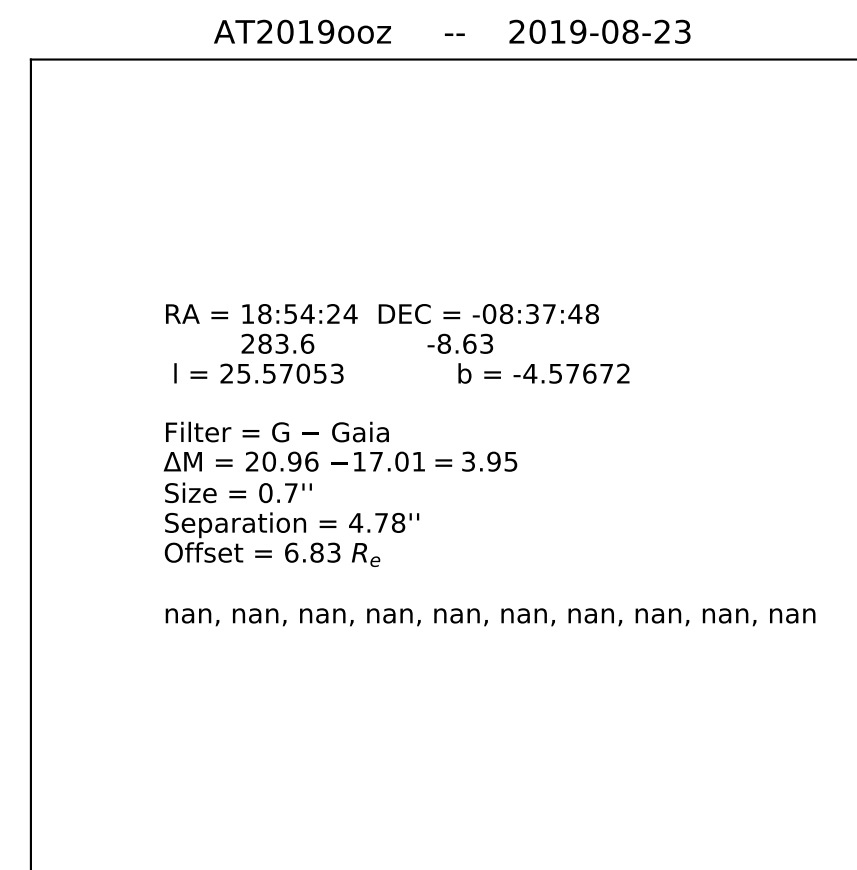 AT2019ooz -- 2019-08-23
RA = 18:54:24 DEC = -08:37:48
283.6 -8.63
l = 25.57053 b = -4.57672
Filter = G − Gaia
ΔM = 20.96 −17.01 = 3.95
Size = 0.7''
Separation = 4.78''
Offset = 6.83 Re
nan, nan, nan, nan, nan, nan, nan, nan, nan, nan